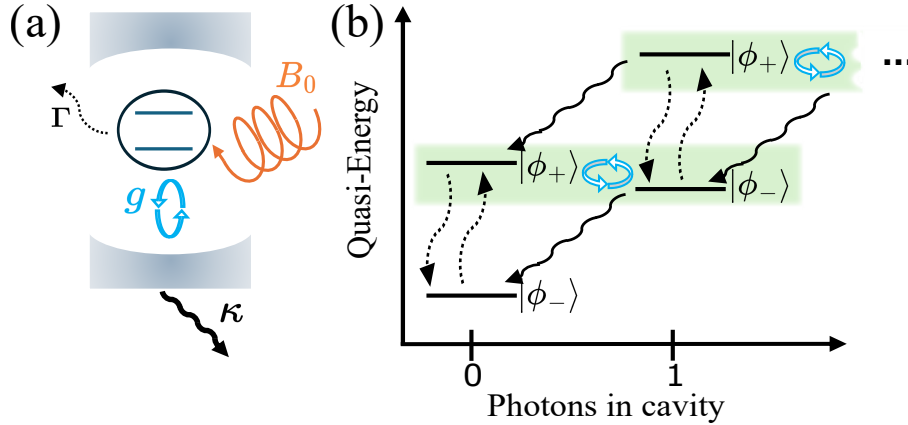 (a)
B₀
Γ
g
κ
(b)
Quasi-Energy
|ϕ₊⟩
...
|ϕ₊⟩
|ϕ₋⟩
|ϕ₋⟩
0
1
Photons in cavity